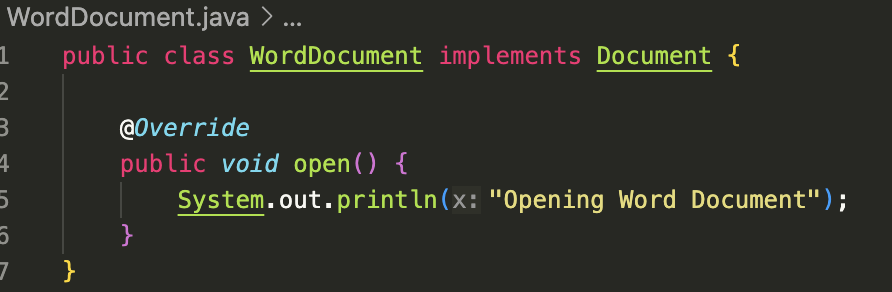 WordDocument.java > ...
1 public class WordDocument implements Document {
2
3 @Override
4 public void open() {
5 System.out.println(x: "Opening Word Document");
6 }
7 }